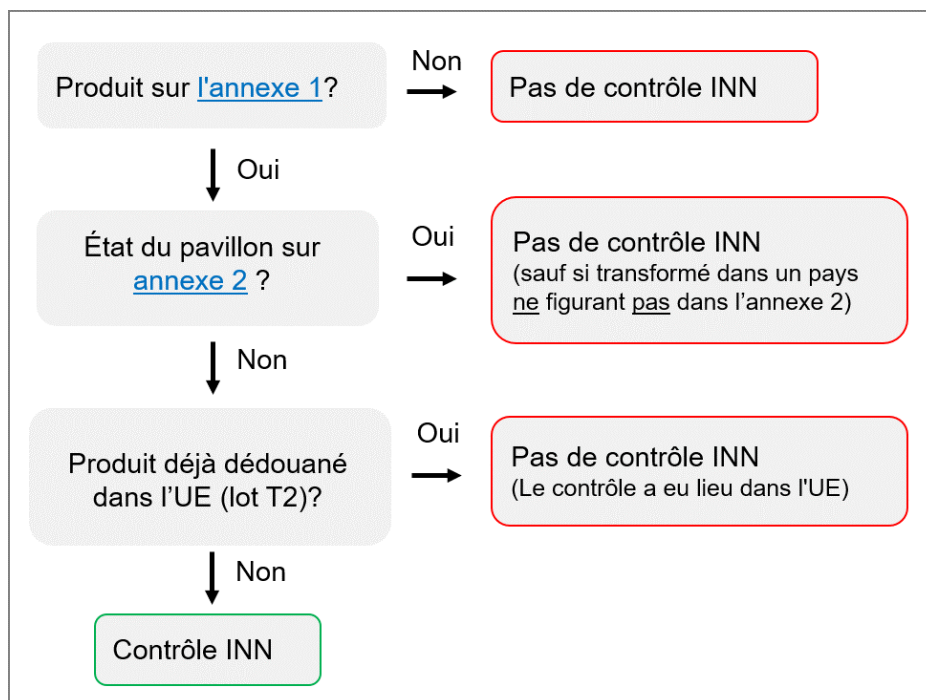 Produit sur l'annexe 1?
Non
Pas de contrôle INN
Oui
État du pavillon sur
annexe 2 ?
Oui
Pas de contrôle INN
(sauf si transformé dans un pays
ne figurant pas dans l’annexe 2)
Non
Produit déjà dédouané
dans l’UE (lot T2)?
Oui
Pas de contrôle INN
(Le contrôle a eu lieu dans l'UE)
Non
Contrôle INN